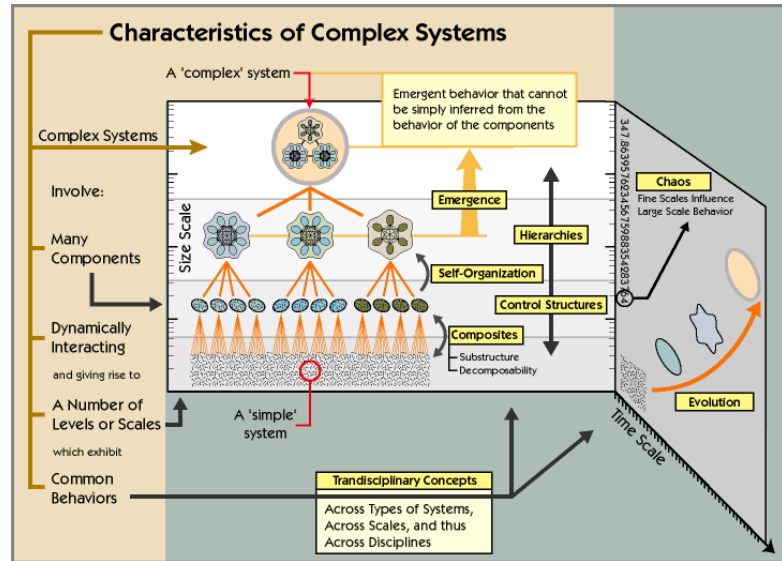 Characteristics of Complex Systems
A 'complex' system
Emergent behavior that cannot
be simply inferred from the
behavior of the components
Complex Systems
Involve:
Many
Components
Dynamically
Interacting
and giving rise to
A Number of
Levels or Scales
which exhibit
Common
Behaviors
Size Scale
Emergence
Hierarchies
Self-Organization
Control Structures
Composites
Substructure
Decomposability
A 'simple'
system
Trandisciplinary Concepts
Across Types of Systems,
Across Scales, and thus
Across Disciplines
Chaos
Fine Scales Influence
Large Scale Behavior
Evolution
Time Scale